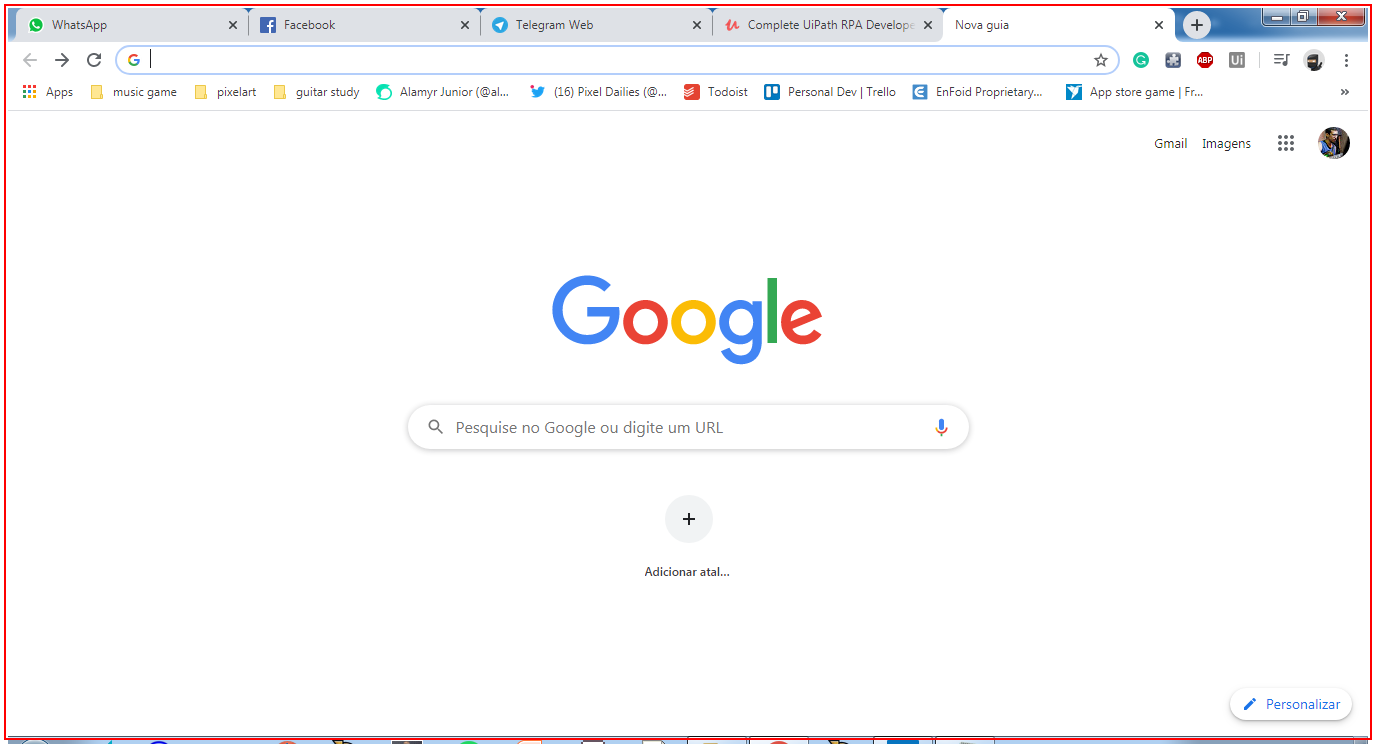 WhatsApp
Facebook
Telegram Web
Complete UiPath RPA Develope
Nova guia
ABP
Ui
Apps
music game
pixelart
guitar study
Alamyr Junior (@al...
(16) Pixel Dailies (@...
Todoist
Personal Dev | Trello
EnFoid Proprietary...
App store game | Fr...
Gmail
Imagens
Google
Pesquise no Google ou digite um URL
Adicionar atal...
Personalizar